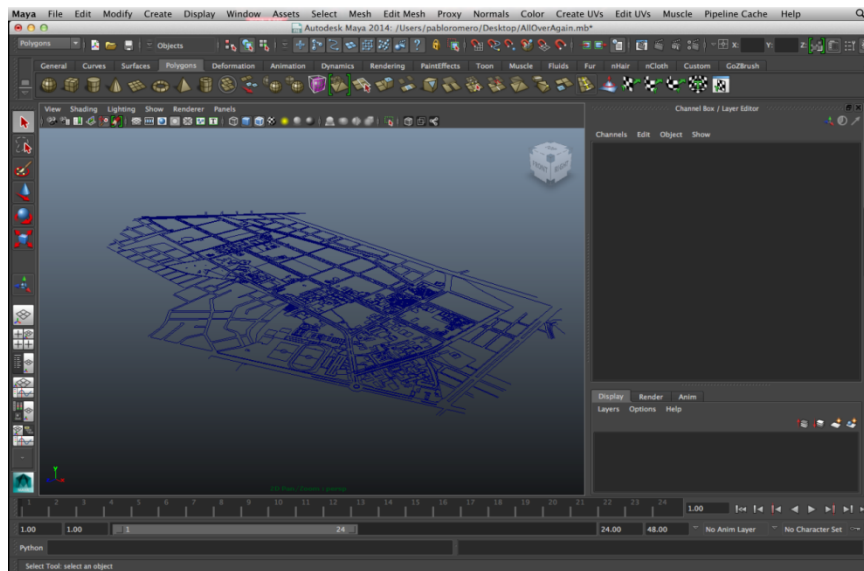 Maya File Edit Modify Create Display Window Assets Select Mesh Edit Mesh Proxy Normals Color Create UVs Edit UVs Muscle Pipeline Cache Help
Autodesk Maya 2014: /Users/pabloromero/Desktop/AllOverAgain.mb*
Polygons Objects X: Y: Z:
General Curves Surfaces Polygons Deformation Animation Dynamics Rendering PaintEffects Toon Muscle Fluids Fur nHair nCloth Custom GoZBrush
View Shading Lighting Show Renderer Panels
Channel Box / Layer Editor
Channels Edit Object Show
FRONT RIGHT
Display Render Anim
Layers Options Help
Y
1 2 3 4 5 6 7 8 9 10 11 12 13 14 15 16 17 18 19 20 21 22 23 24 1.00
1.00 1.00 1 24 24.00 48.00 No Anim Layer No Character Set
Python
Select Tool: select an object